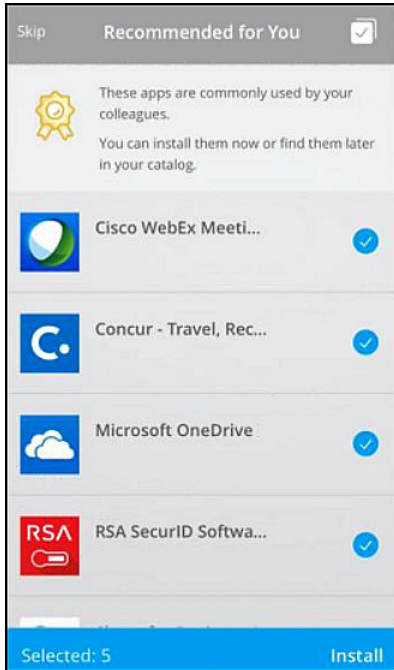 Skip
Recommended for You
These apps are commonly used by your
colleagues.
You can install them now or find them later
in your catalog.
Cisco WebEx Meeti...
Concur - Travel, Rec...
C.
Microsoft OneDrive
RSA
RSA SecurID Softwa...
Selected: 5
Install